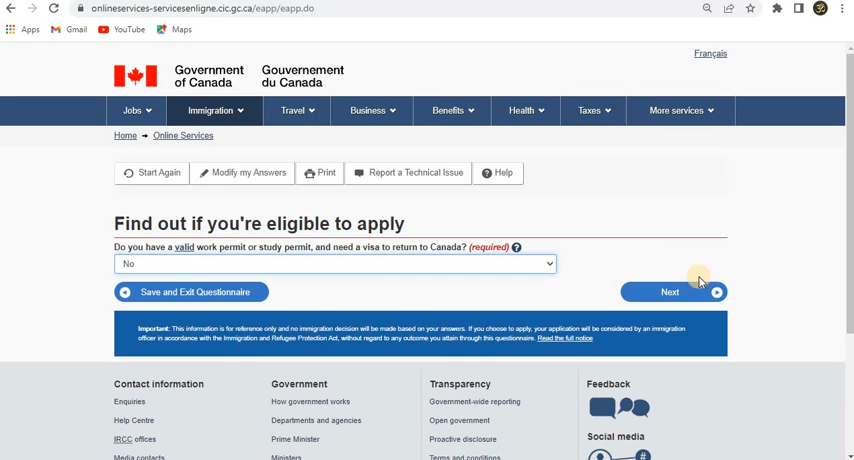 onlineservices-servicesenligne.cic.gc.ca/eapp/eapp.do
Apps Gmail YouTube Maps
Français
Government Gouvernement
of Canada du Canada
Jobs Immigration Travel Business Benefits Health Taxes More services
Home Online Services
Start Again Modify my Answers Print Report a Technical Issue Help
Find out if you're eligible to apply
Do you have a valid work permit or study permit, and need a visa to return to Canada? (required) ?
No
Save and Exit Questionnaire Next
Important: This information is for reference only and no immigration decision will be made based on your answers. If you choose to apply, your application will be considered by an immigration
officer in accordance with the Immigration and Refugee Protection Act, without regard to any outcome you attain through this questionnaire. Read the full notice
Contact information Government Transparency Feedback
Enquiries How government works Government-wide reporting
Help Centre Departments and agencies Open government
IRCC offices Prime Minister Proactive disclosure Social media
Media contacts Ministers Terms and conditions #